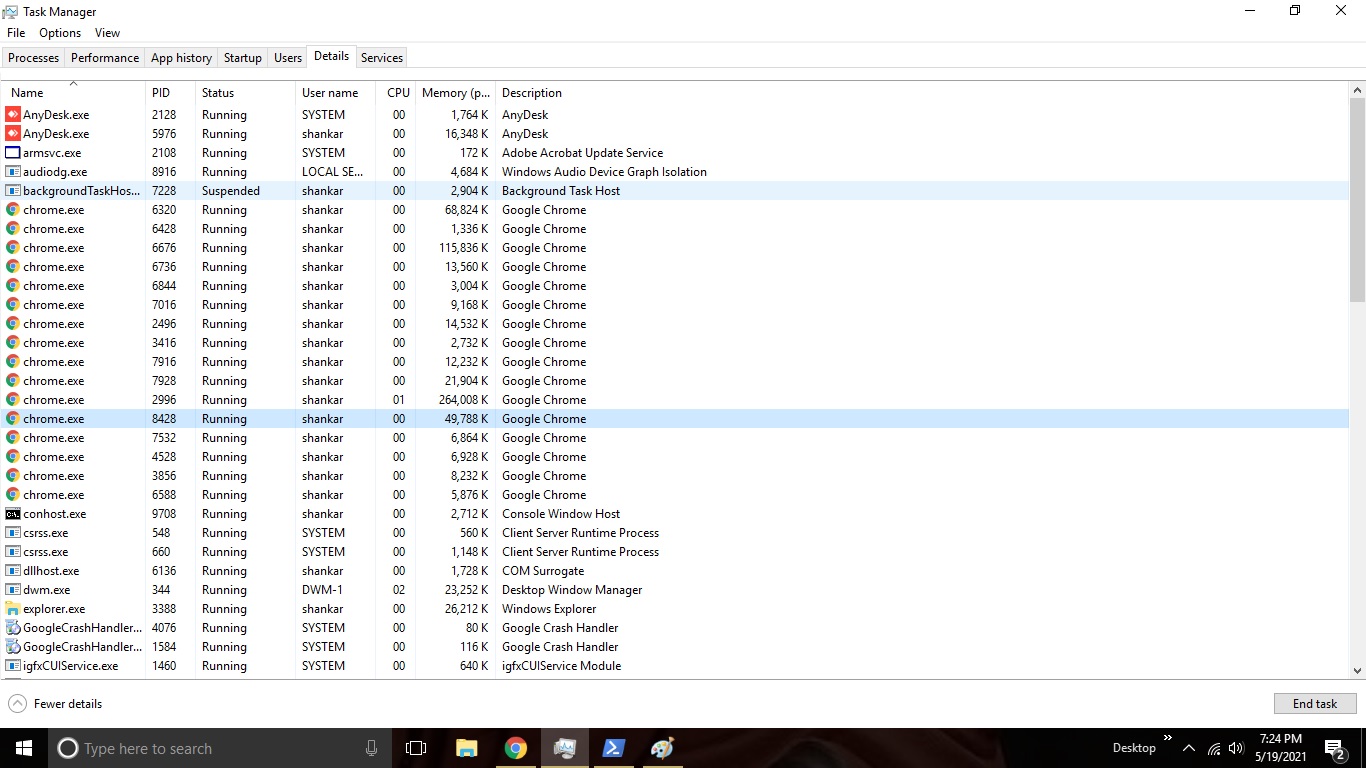 Task Manager
File Options View
Processes Performance App history Startup Users Details Services
Name PID Status User name CPU Memory (p... Description
AnyDesk.exe 2128 Running SYSTEM 00 1,764 K AnyDesk
AnyDesk.exe 5976 Running shankar 00 16,348 K AnyDesk
armsvc.exe 2108 Running SYSTEM 00 172 K Adobe Acrobat Update Service
audiodg.exe 8916 Running LOCAL SE... 00 4,684 K Windows Audio Device Graph Isolation
backgroundTaskHos... 7228 Suspended shankar 00 2,904 K Background Task Host
chrome.exe 6320 Running shankar 00 68,824 K Google Chrome
chrome.exe 6428 Running shankar 00 1,336 K Google Chrome
chrome.exe 6676 Running shankar 00 115,836 K Google Chrome
chrome.exe 6736 Running shankar 00 13,560 K Google Chrome
chrome.exe 6844 Running shankar 00 3,004 K Google Chrome
chrome.exe 7016 Running shankar 00 9,168 K Google Chrome
chrome.exe 2496 Running shankar 00 14,532 K Google Chrome
chrome.exe 3416 Running shankar 00 2,732 K Google Chrome
chrome.exe 7916 Running shankar 00 12,232 K Google Chrome
chrome.exe 7928 Running shankar 00 21,904 K Google Chrome
chrome.exe 2996 Running shankar 01 264,008 K Google Chrome
chrome.exe 8428 Running shankar 00 49,788 K Google Chrome
chrome.exe 7532 Running shankar 00 6,864 K Google Chrome
chrome.exe 4528 Running shankar 00 6,928 K Google Chrome
chrome.exe 3856 Running shankar 00 8,232 K Google Chrome
chrome.exe 6588 Running shankar 00 5,876 K Google Chrome
conhost.exe 9708 Running shankar 00 2,712 K Console Window Host
csrss.exe 548 Running SYSTEM 00 560 K Client Server Runtime Process
csrss.exe 660 Running SYSTEM 00 1,148 K Client Server Runtime Process
dllhost.exe 6136 Running shankar 00 1,728 K COM Surrogate
dwm.exe 344 Running DWM-1 02 23,252 K Desktop Window Manager
explorer.exe 3388 Running shankar 00 26,212 K Windows Explorer
GoogleCrashHandler... 4076 Running SYSTEM 00 80 K Google Crash Handler
GoogleCrashHandler... 1584 Running SYSTEM 00 116 K Google Crash Handler
igfxCUIService.exe 1460 Running SYSTEM 00 640 K igfxCUIService Module
Fewer details End task
Type here to search Desktop 7:24 PM
5/19/2021 2